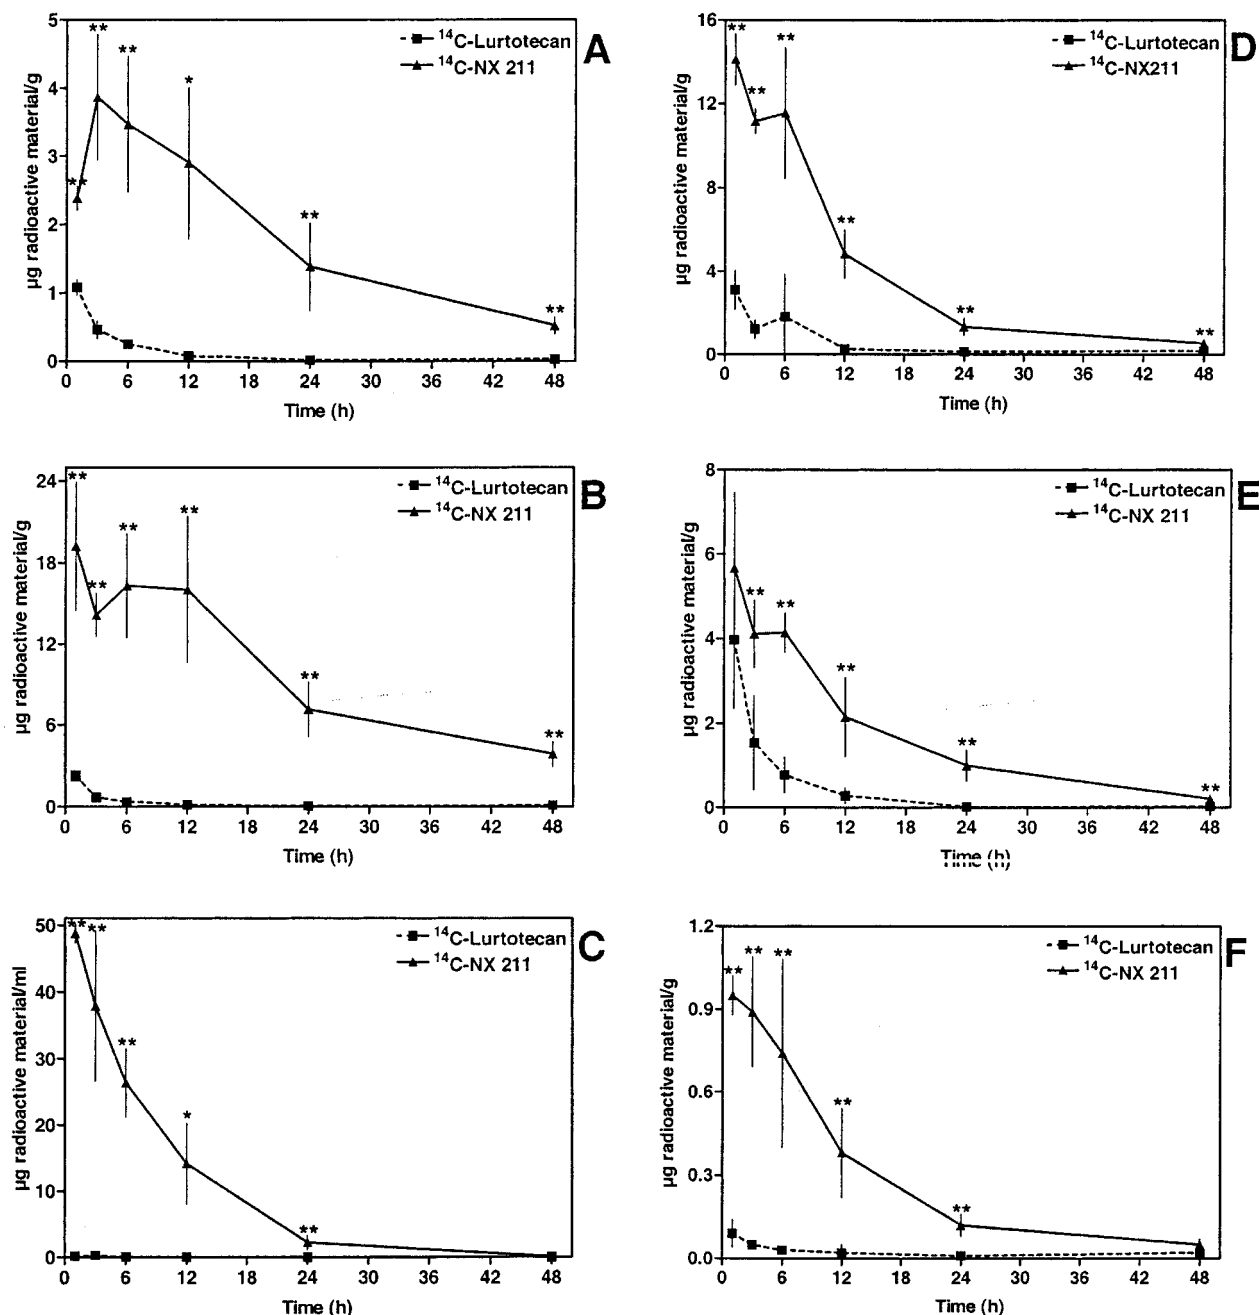 A
¹⁴C-Lurtotecan
¹⁴C-NX 211
µg radioactive material/g
5
4
3
2
1
0
** ** ** * ** **
0 6 12 18 24 30 36 42 48
Time (h)
D
¹⁴C-Lurtotecan
¹⁴C-NX211
µg radioactive material/g
16
12
8
4
0
** ** ** ** ** **
0 6 12 18 24 30 36 42 48
Time (h)
B
¹⁴C-Lurtotecan
¹⁴C-NX 211
µg radioactive material/g
24
18
12
6
0
** ** ** ** ** **
0 6 12 18 24 30 36 42 48
Time (h)
E
¹⁴C-Lurtotecan
¹⁴C-NX 211
µg radioactive material/g
8
6
4
2
0
** ** ** ** **
0 6 12 18 24 30 36 42 48
Time (h)
C
¹⁴C-Lurtotecan
¹⁴C-NX 211
µg radioactive material/ml
50
40
30
20
10
0
** ** ** * **
0 6 12 18 24 30 36 42 48
Time (h)
F
¹⁴C-Lurtotecan
¹⁴C-NX 211
µg radioactive material/g
1.2
0.9
0.6
0.3
0.0
** ** ** ** **
0 6 12 18 24 30 36 42 48
Time (h)